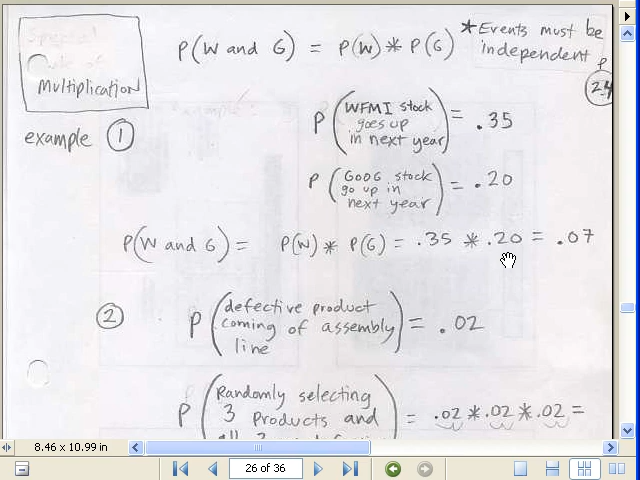 Special
Rule of
Multiplication
P(W and G) = P(W) * P(G)
*Events must be
independent
P
24
example 1
P(WFMI stock
goes up
in next year) = .35
P(GOOG stock
go up in
next year) = .20
P(W and G) = P(W) * P(G) = .35 * .20 = .07
2
P(defective product
coming of assembly
line) = .02
P(Randomly selecting
3 Products and
all 3
= .02 * .02 * .02 =
8.46 x 10.99 in
26 of 36